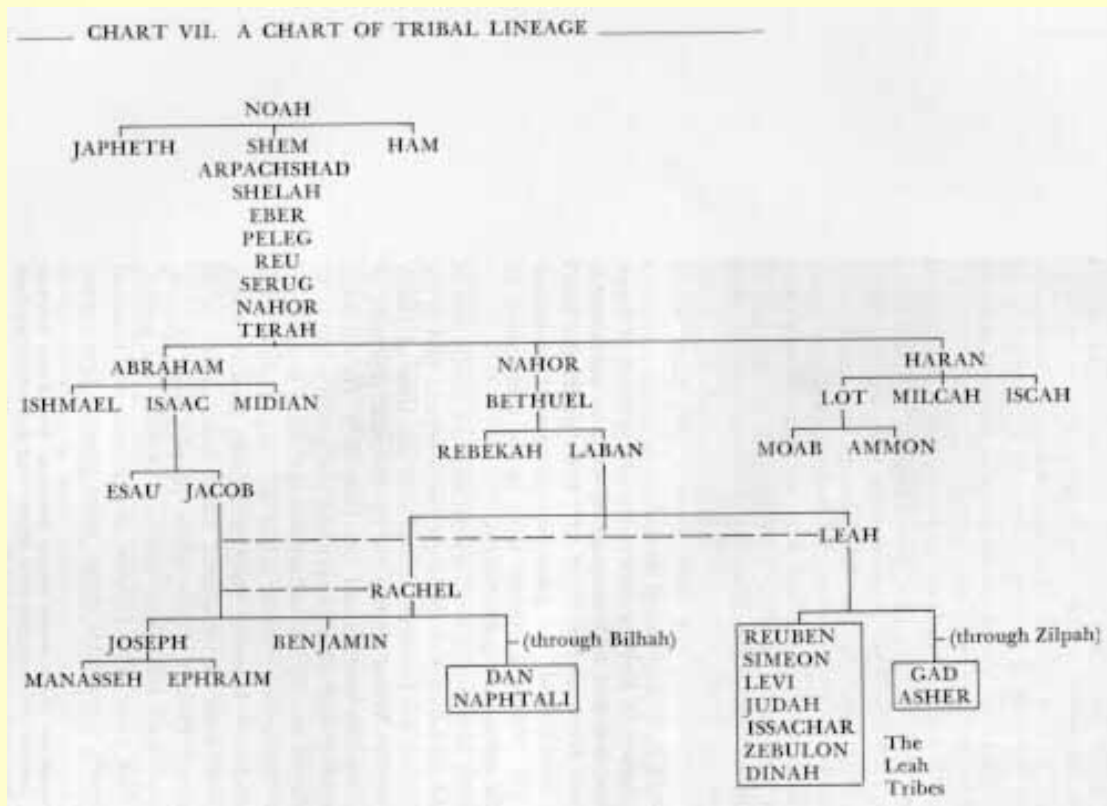 CHART VII. A CHART OF TRIBAL LINEAGE
NOAH
JAPHETH SHEM HAM
ARPACHSHAD
SHELAH
EBER
PELEG
REU
SERUG
NAHOR
TERAH
ABRAHAM NAHOR HARAN
ISHMAEL ISAAC MIDIAN BETHUEL LOT MILCAH ISCAH
REBEKAH LABAN MOAB AMMON
ESAU JACOB
LEAH
RACHEL
JOSEPH BENJAMIN (through Bilhah) REUBEN (through Zilpah)
SIMEON
MANASSEH EPHRAIM DAN LEVI GAD
NAPHTALI JUDAH ASHER
ISSACHAR
ZEBULON The
DINAH Leah
Tribes